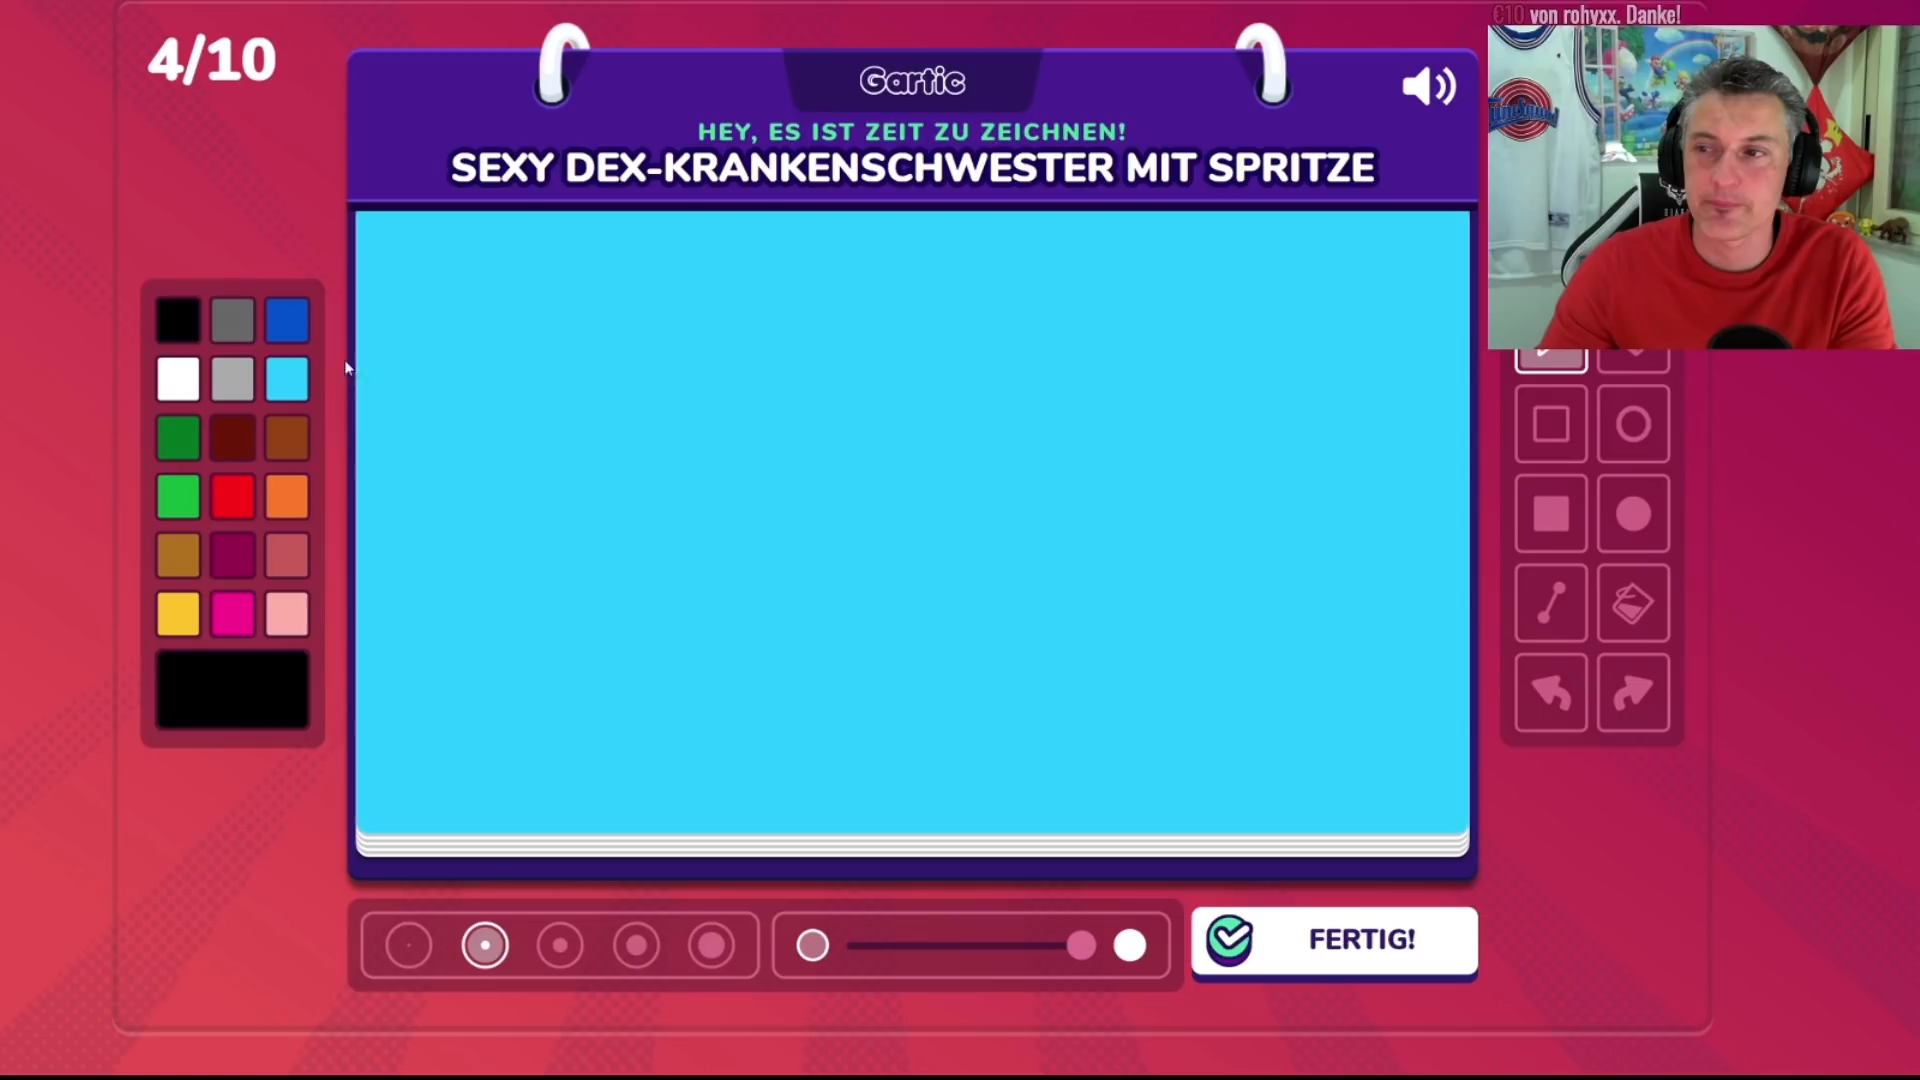 €10 von rohyxx. Danke!
4/10
Gartic
HEY, ES IST ZEIT ZU ZEICHNEN!
SEXY DEX-KRANKENSCHWESTER MIT SPRITZE
FERTIG!